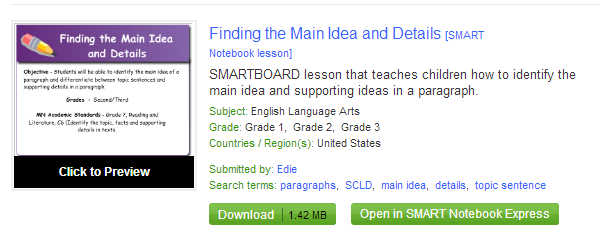 Finding the Main Idea
and Details
Objective - Students will be able to identify the main idea of a
paragraph and differentiate between topic sentences and
supporting details in a paragraph.
Grades - Second/Third
MN Academic Standards - Grade 2, Reading and
Literature, C6 (Identify the topic, facts and supporting
details in texts.
Click to Preview
Finding the Main Idea and Details [SMART
Notebook lesson]
SMARTBOARD lesson that teaches children how to identify the
main idea and supporting ideas in a paragraph.
Subject: English Language Arts
Grade: Grade 1, Grade 2, Grade 3
Countries / Region(s): United States
Submitted by: Edie
Search terms: paragraphs, SCLD, main idea, details, topic sentence
Download | 1.42 MB
Open in SMART Notebook Express